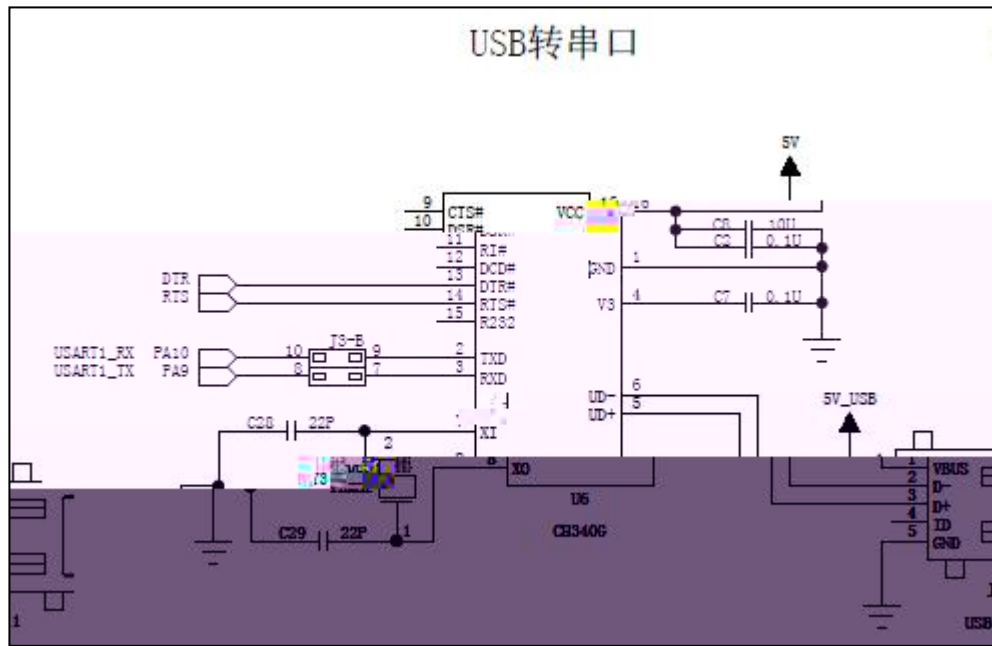 USB转串口
5V
9 CTS# VCC
10 DSR# C8 10U
11 RI# C2 0.1U
12 DCD# GND 1
DTR 13 DTR#
RTS 14 RTS# V3 4 C7 0.1U
15 R232
J3-B
USART1_RX PA10 10 9 2 TXD
USART1_TX PA9 8 7 3 RXD
UD- 6
UD+ 5
5V_USB
C28 22P XI
2
8 XO 1 VBUS
2 D-
U6 3 D+
C29 22P 1 CH340G 4 ID
5 GND
1 USB